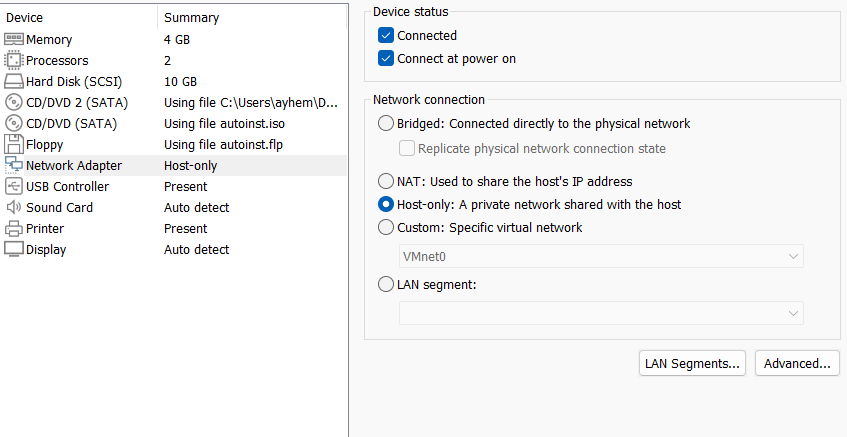 Device Summary
Memory 4 GB
Processors 2
Hard Disk (SCSI) 10 GB
CD/DVD 2 (SATA) Using file C:\Users\ayhem\D...
CD/DVD (SATA) Using file autoinst.iso
Floppy Using file autoinst.flp
Network Adapter Host-only
USB Controller Present
Sound Card Auto detect
Printer Present
Display Auto detect
Device status
Connected
Connect at power on
Network connection
Bridged: Connected directly to the physical network
Replicate physical network connection state
NAT: Used to share the host's IP address
Host-only: A private network shared with the host
Custom: Specific virtual network
VMnet0
LAN segment:
LAN Segments... Advanced...